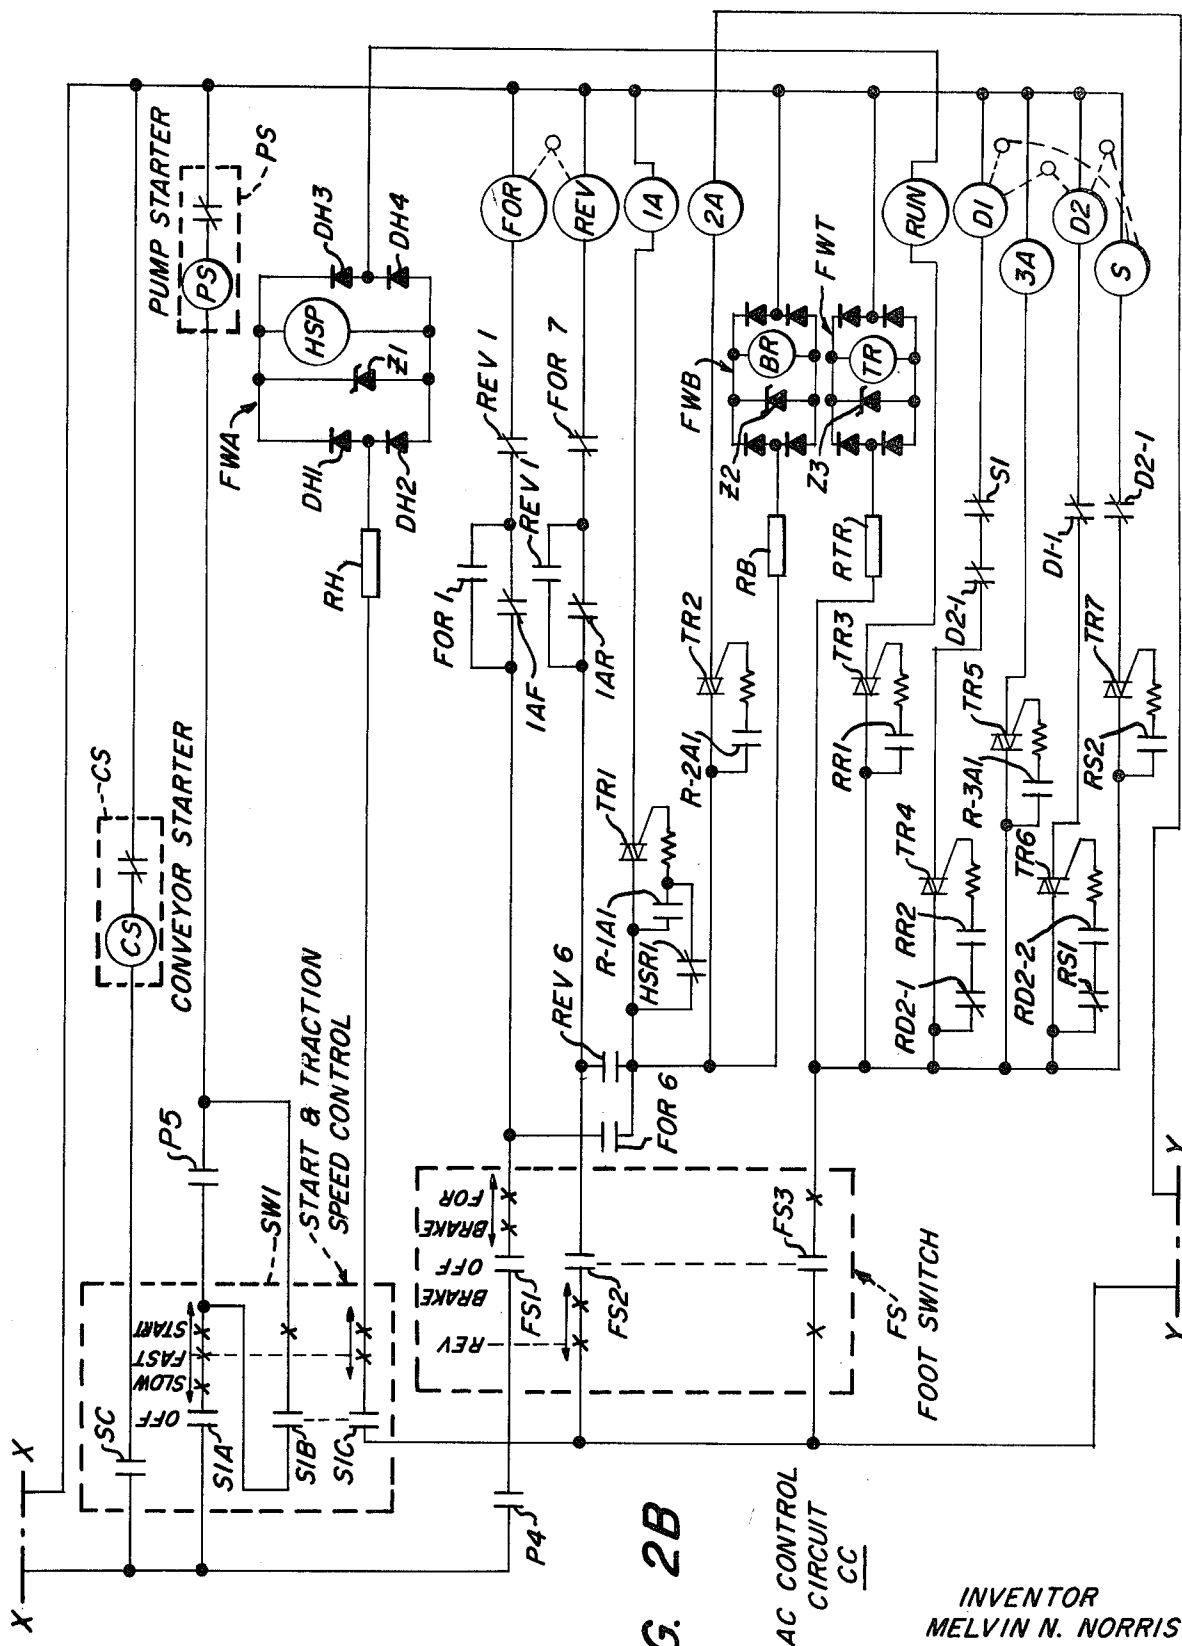 X
X
CS
CONVEYOR STARTER
CS
PUMP STARTER
PS
PS
SC
OFF
SLOW
FAST
START
S1A
S1B
S1C
SW1
START & TRACTION
SPEED CONTROL
P5
FWA
DH1
DH2
DH3
DH4
HSP
Z1
RH
P4
REV
BRAKE
OFF
BRAKE
FOR
FS1
FS2
FS3
FS
FOOT SWITCH
FOR 1
1AF
REV 1
REV 1
FOR
1AR
FOR 7
REV
REV 6
FOR 6
R-1A1
HSR1
TR1
1A
R-2A1
TR2
2A
RB
FWB
Z2
BR
RTR
Z3
TR
FWT
RR1
TR3
RUN
RD2-1
RR2
TR4
D2-1
S1
D1
R-3A1
TR5
3A
RD2-2
RS1
TR6
D1-1
D2
RS2
TR7
D2-1
S
Y
Y
G. 2B
AC CONTROL
CIRCUIT
CC
INVENTOR
MELVIN N. NORRIS